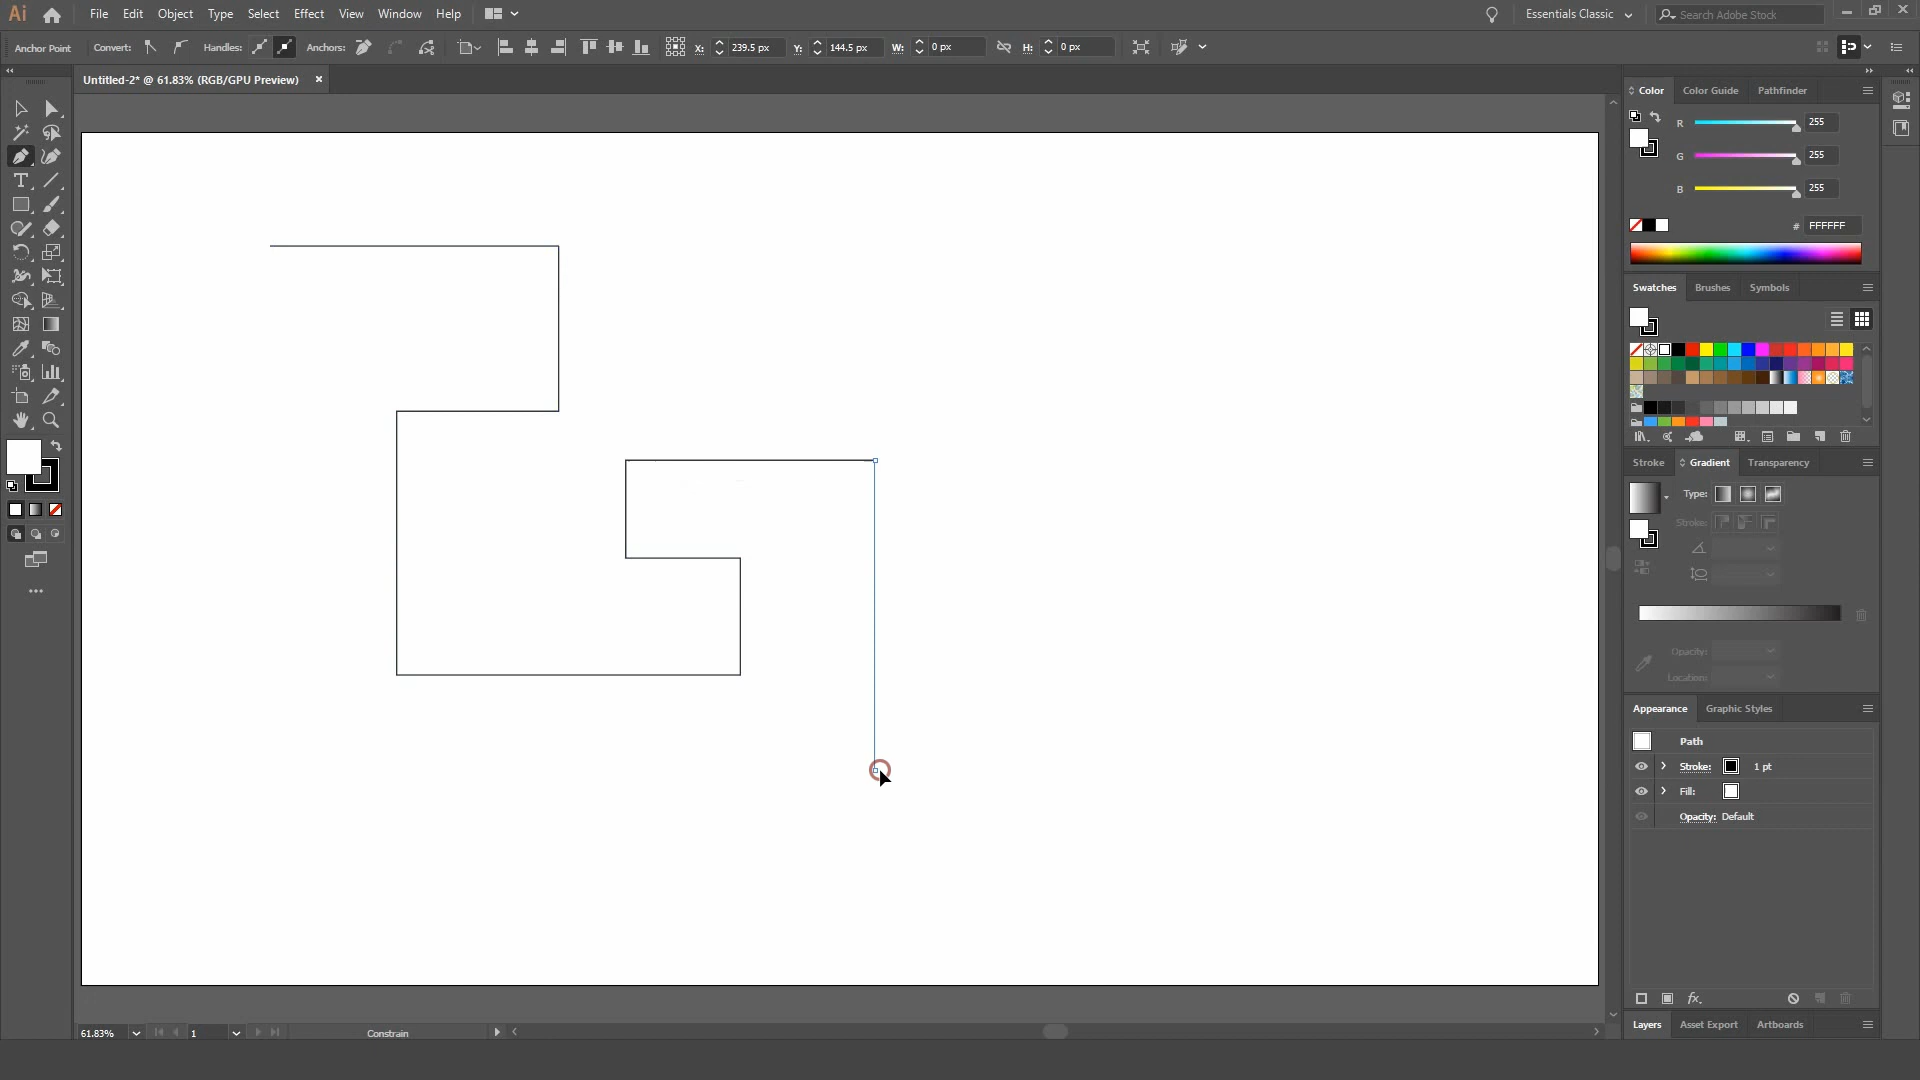 Ai File Edit Object Type Select Effect View Window Help Essentials Classic Search Adobe Stock
Anchor Point Convert: Handles: Anchors: X: 239.5 px Y: 144.5 px W: 0 px H: 0 px
Untitled-2* @ 61.83% (RGB/GPU Preview)
Color Color Guide Pathfinder
R 255
G 255
B 255
# FFFFFF
Swatches Brushes Symbols
Stroke Gradient Transparency
Type:
Stroke:
Opacity:
Location:
Appearance Graphic Styles
Path
Stroke: 1 pt
Fill:
Opacity: Default
fx.
Layers Asset Export Artboards
61.83% 1 Constrain